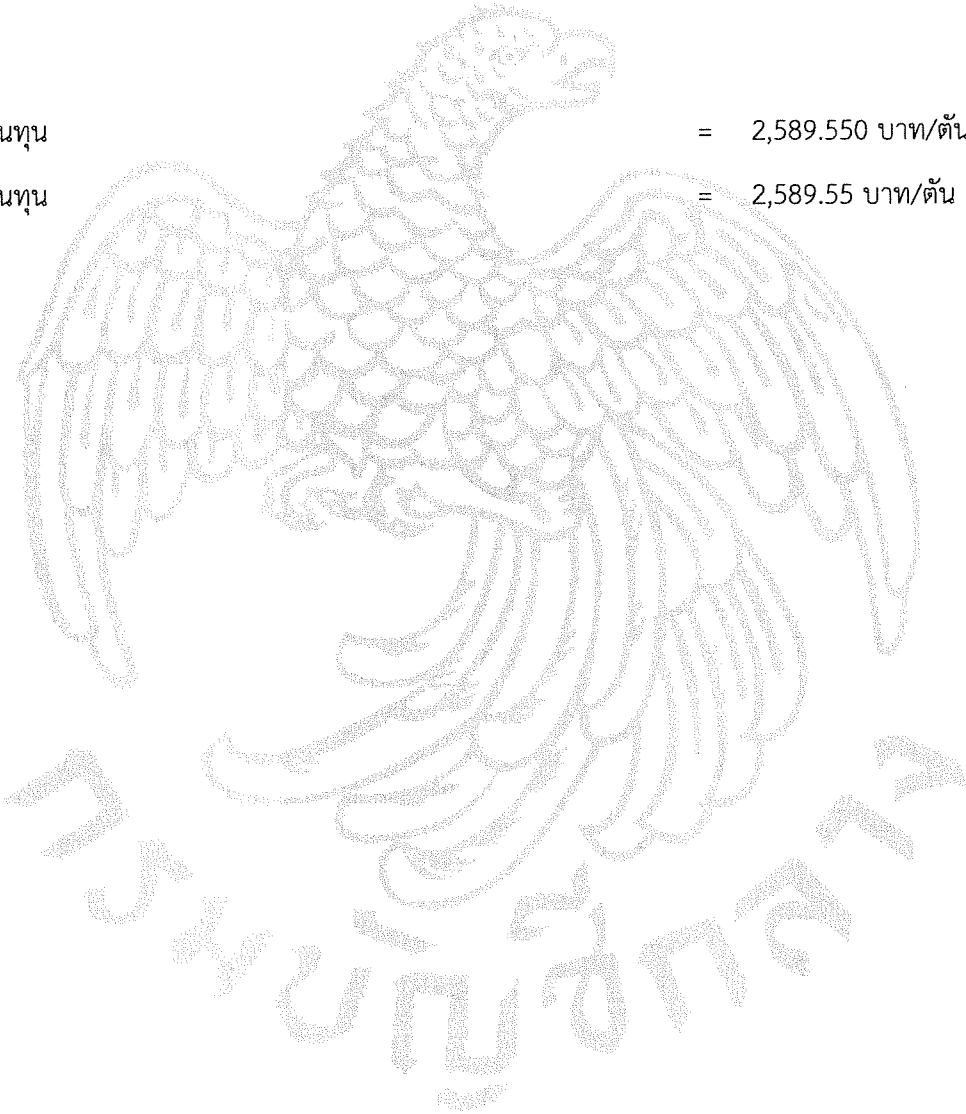 นทุน = 2,589.550 บาท/ตัน
นทุน = 2,589.55 บาท/ตัน
กรมบัญชีกลาง